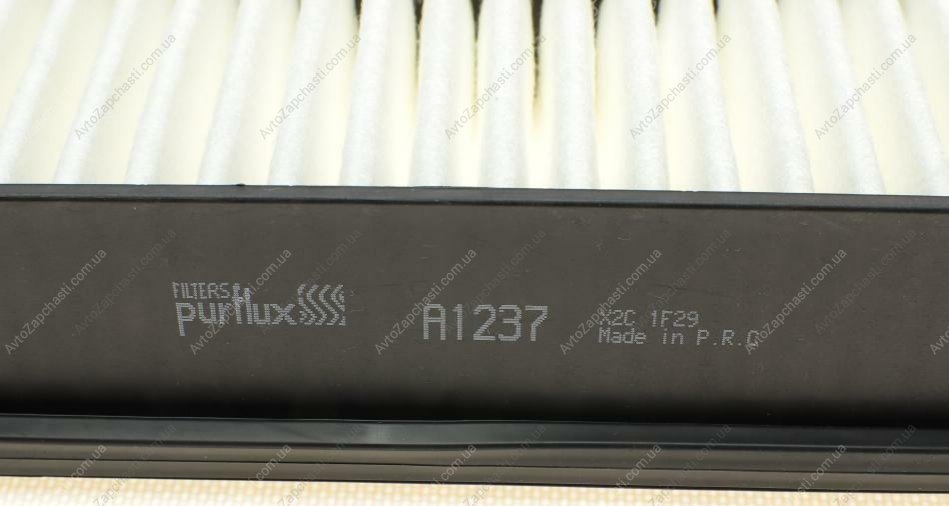 FILTERS
purflux
A1237
X2C 1F29
Made in P.R.C
AvtoZapchasti.com.ua